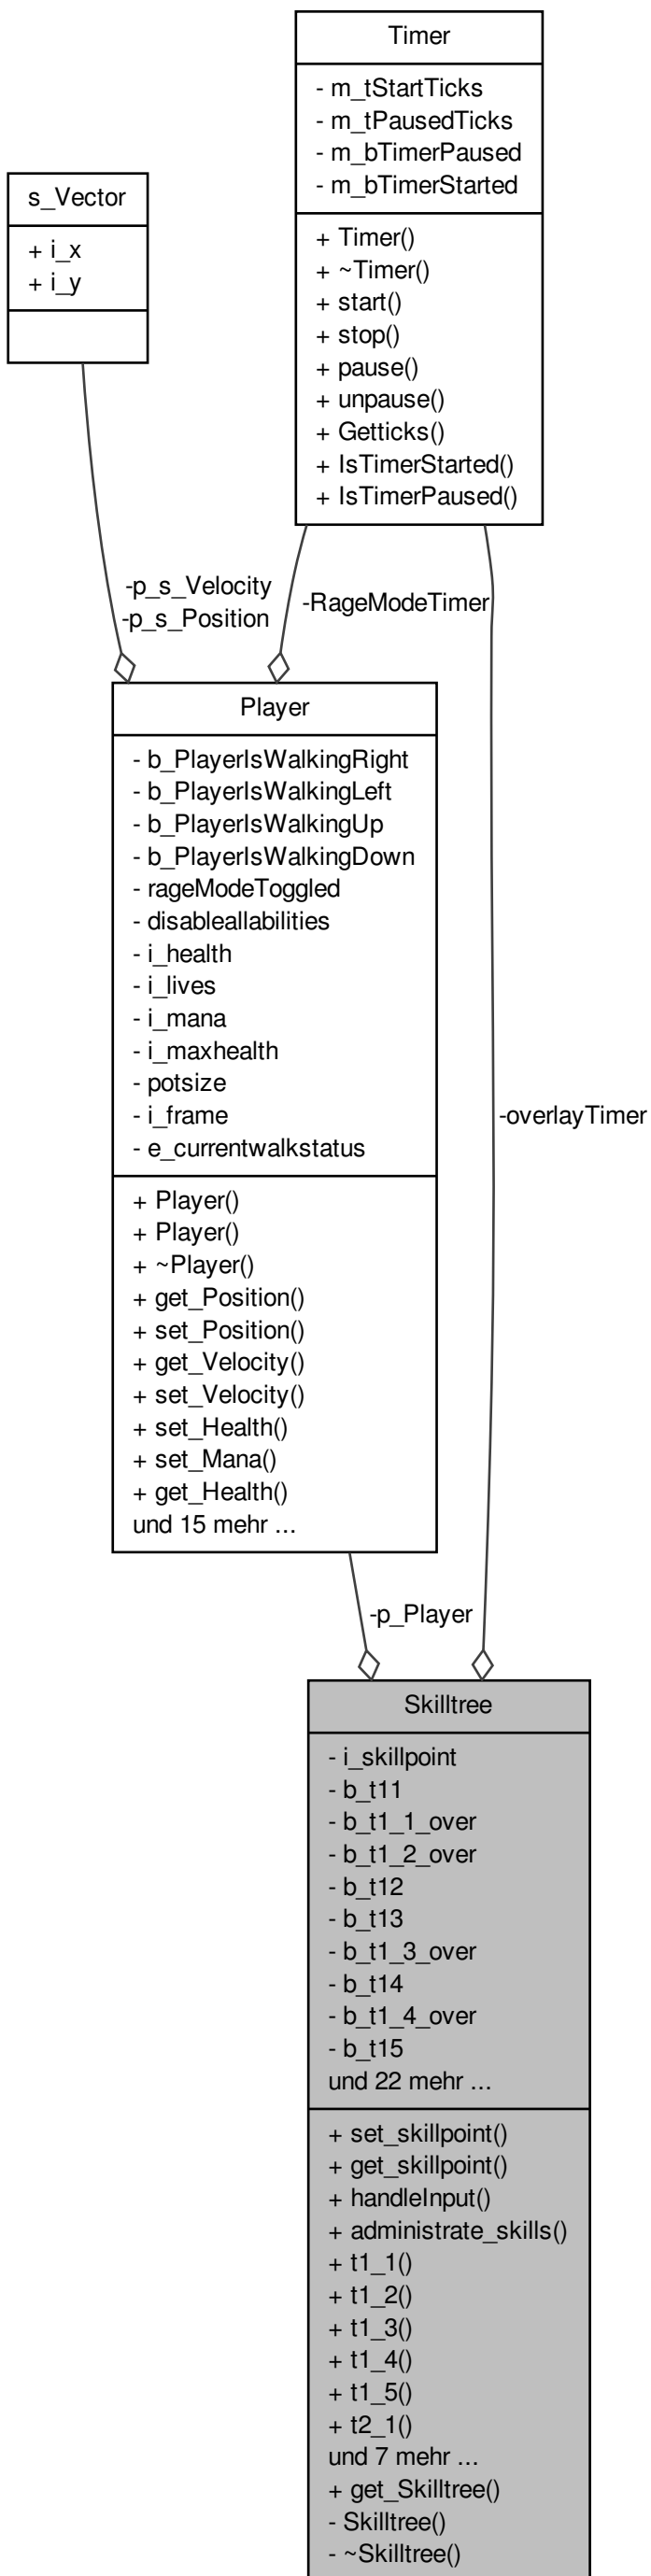 Timer
- m_tStartTicks
- m_tPausedTicks
- m_bTimerPaused
- m_bTimerStarted
+ Timer()
+ ~Timer()
+ start()
+ stop()
+ pause()
+ unpause()
+ Getticks()
+ IsTimerStarted()
+ IsTimerPaused()
s_Vector
+ i_x
+ i_y
-p_s_Velocity
-p_s_Position
-RageModeTimer
Player
- b_PlayerIsWalkingRight
- b_PlayerIsWalkingLeft
- b_PlayerIsWalkingUp
- b_PlayerIsWalkingDown
- rageModeToggled
- disableallabilities
- i_health
- i_lives
- i_mana
- i_maxhealth
- potsize
- i_frame
- e_currentwalkstatus
+ Player()
+ Player()
+ ~Player()
+ get_Position()
+ set_Position()
+ get_Velocity()
+ set_Velocity()
+ set_Health()
+ set_Mana()
+ get_Health()
und 15 mehr ...
-overlayTimer
-p_Player
Skilltree
- i_skillpoint
- b_t11
- b_t1_1_over
- b_t1_2_over
- b_t12
- b_t13
- b_t1_3_over
- b_t14
- b_t1_4_over
- b_t15
und 22 mehr ...
+ set_skillpoint()
+ get_skillpoint()
+ handleInput()
+ administrate_skills()
+ t1_1()
+ t1_2()
+ t1_3()
+ t1_4()
+ t1_5()
+ t2_1()
und 7 mehr ...
+ get_Skilltree()
- Skilltree()
- ~Skilltree()